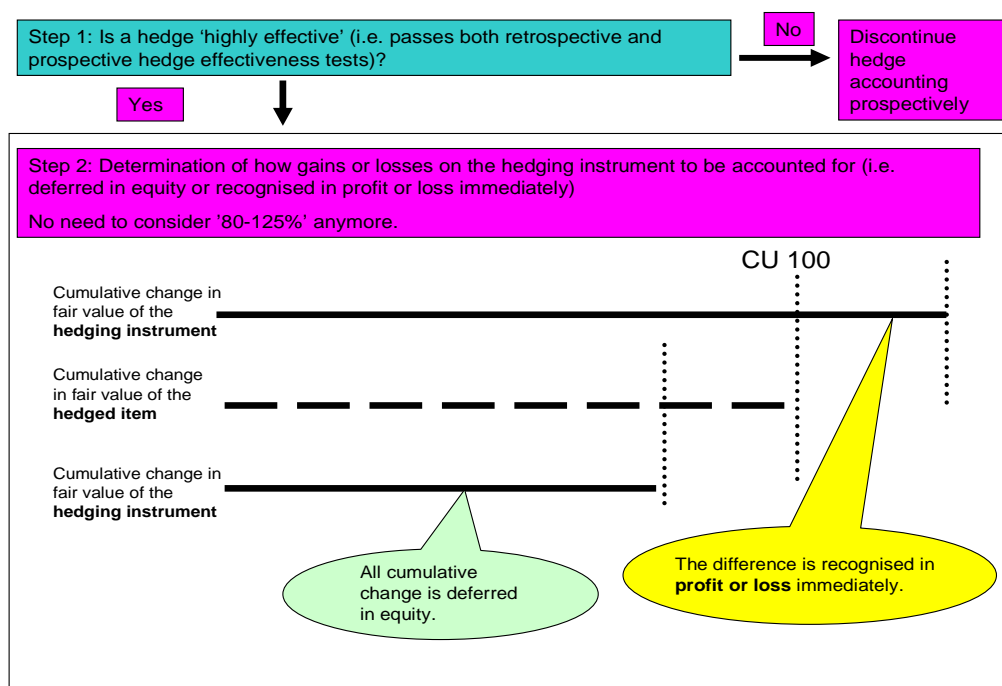 Step 1: Is a hedge ‘highly effective’ (i.e. passes both retrospective and
prospective hedge effectiveness tests)?
No
Discontinue
hedge
accounting
prospectively
Yes
Step 2: Determination of how gains or losses on the hedging instrument to be accounted for (i.e.
deferred in equity or recognised in profit or loss immediately)
No need to consider '80-125%' anymore.
CU 100
Cumulative change in
fair value of the
hedging instrument
Cumulative change
in fair value of the
hedged item
Cumulative change in
fair value of the
hedging instrument
All cumulative
change is deferred
in equity.
The difference is recognised in
profit or loss immediately.